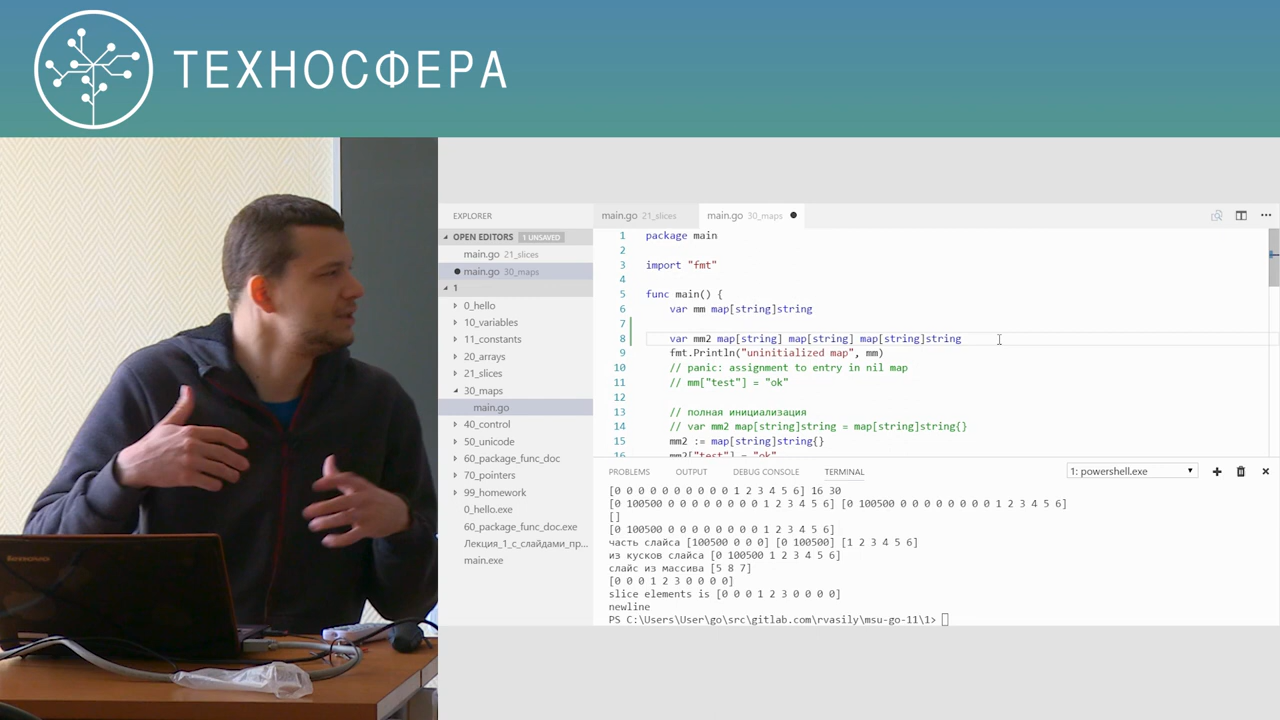 ТЕХНОСФЕРА
EXPLORER
OPEN EDITORS 1 UNSAVED
main.go 21_slices
main.go 30_maps
1
0_hello
10_variables
11_constants
20_arrays
21_slices
30_maps
main.go
40_control
50_unicode
60_package_func_doc
70_pointers
99_homework
0_hello.exe
60_package_func_doc.exe
Лекция_1_с_слайдами_пр...
main.exe
main.go 21_slices main.go 30_maps
1 package main
2
3 import "fmt"
4
5 func main() {
6 var mm map[string]string
7
8 var mm2 map[string] map[string] map[string]string
9 fmt.Println("uninitialized map", mm)
10 // panic: assignment to entry in nil map
11 // mm["test"] = "ok"
12
13 // полная инициализация
14 // var mm2 map[string]string = map[string]string{}
15 mm2 := map[string]string{}
16 mm2["test"] = "ok"
PROBLEMS OUTPUT DEBUG CONSOLE TERMINAL 1: powershell.exe
[0 0 0 0 0 0 0 0 0 0 1 2 3 4 5 6] 16 30
[0 100500 0 0 0 0 0 0 0 0 1 2 3 4 5 6] [0 100500 0 0 0 0 0 0 0 0 1 2 3 4 5 6]
[]
[0 100500 0 0 0 0 0 0 0 0 1 2 3 4 5 6]
часть слайса [100500 0 0 0] [0 100500] [1 2 3 4 5 6]
из кусков слайса [0 100500 1 2 3 4 5 6]
слайс из массива [5 8 7]
[0 0 0 1 2 3 0 0 0 0]
slice elements is [0 0 0 1 2 3 0 0 0 0]
newline
PS C:\Users\User\go\src\gitlab.com\rvasily\msu-go-11\1>